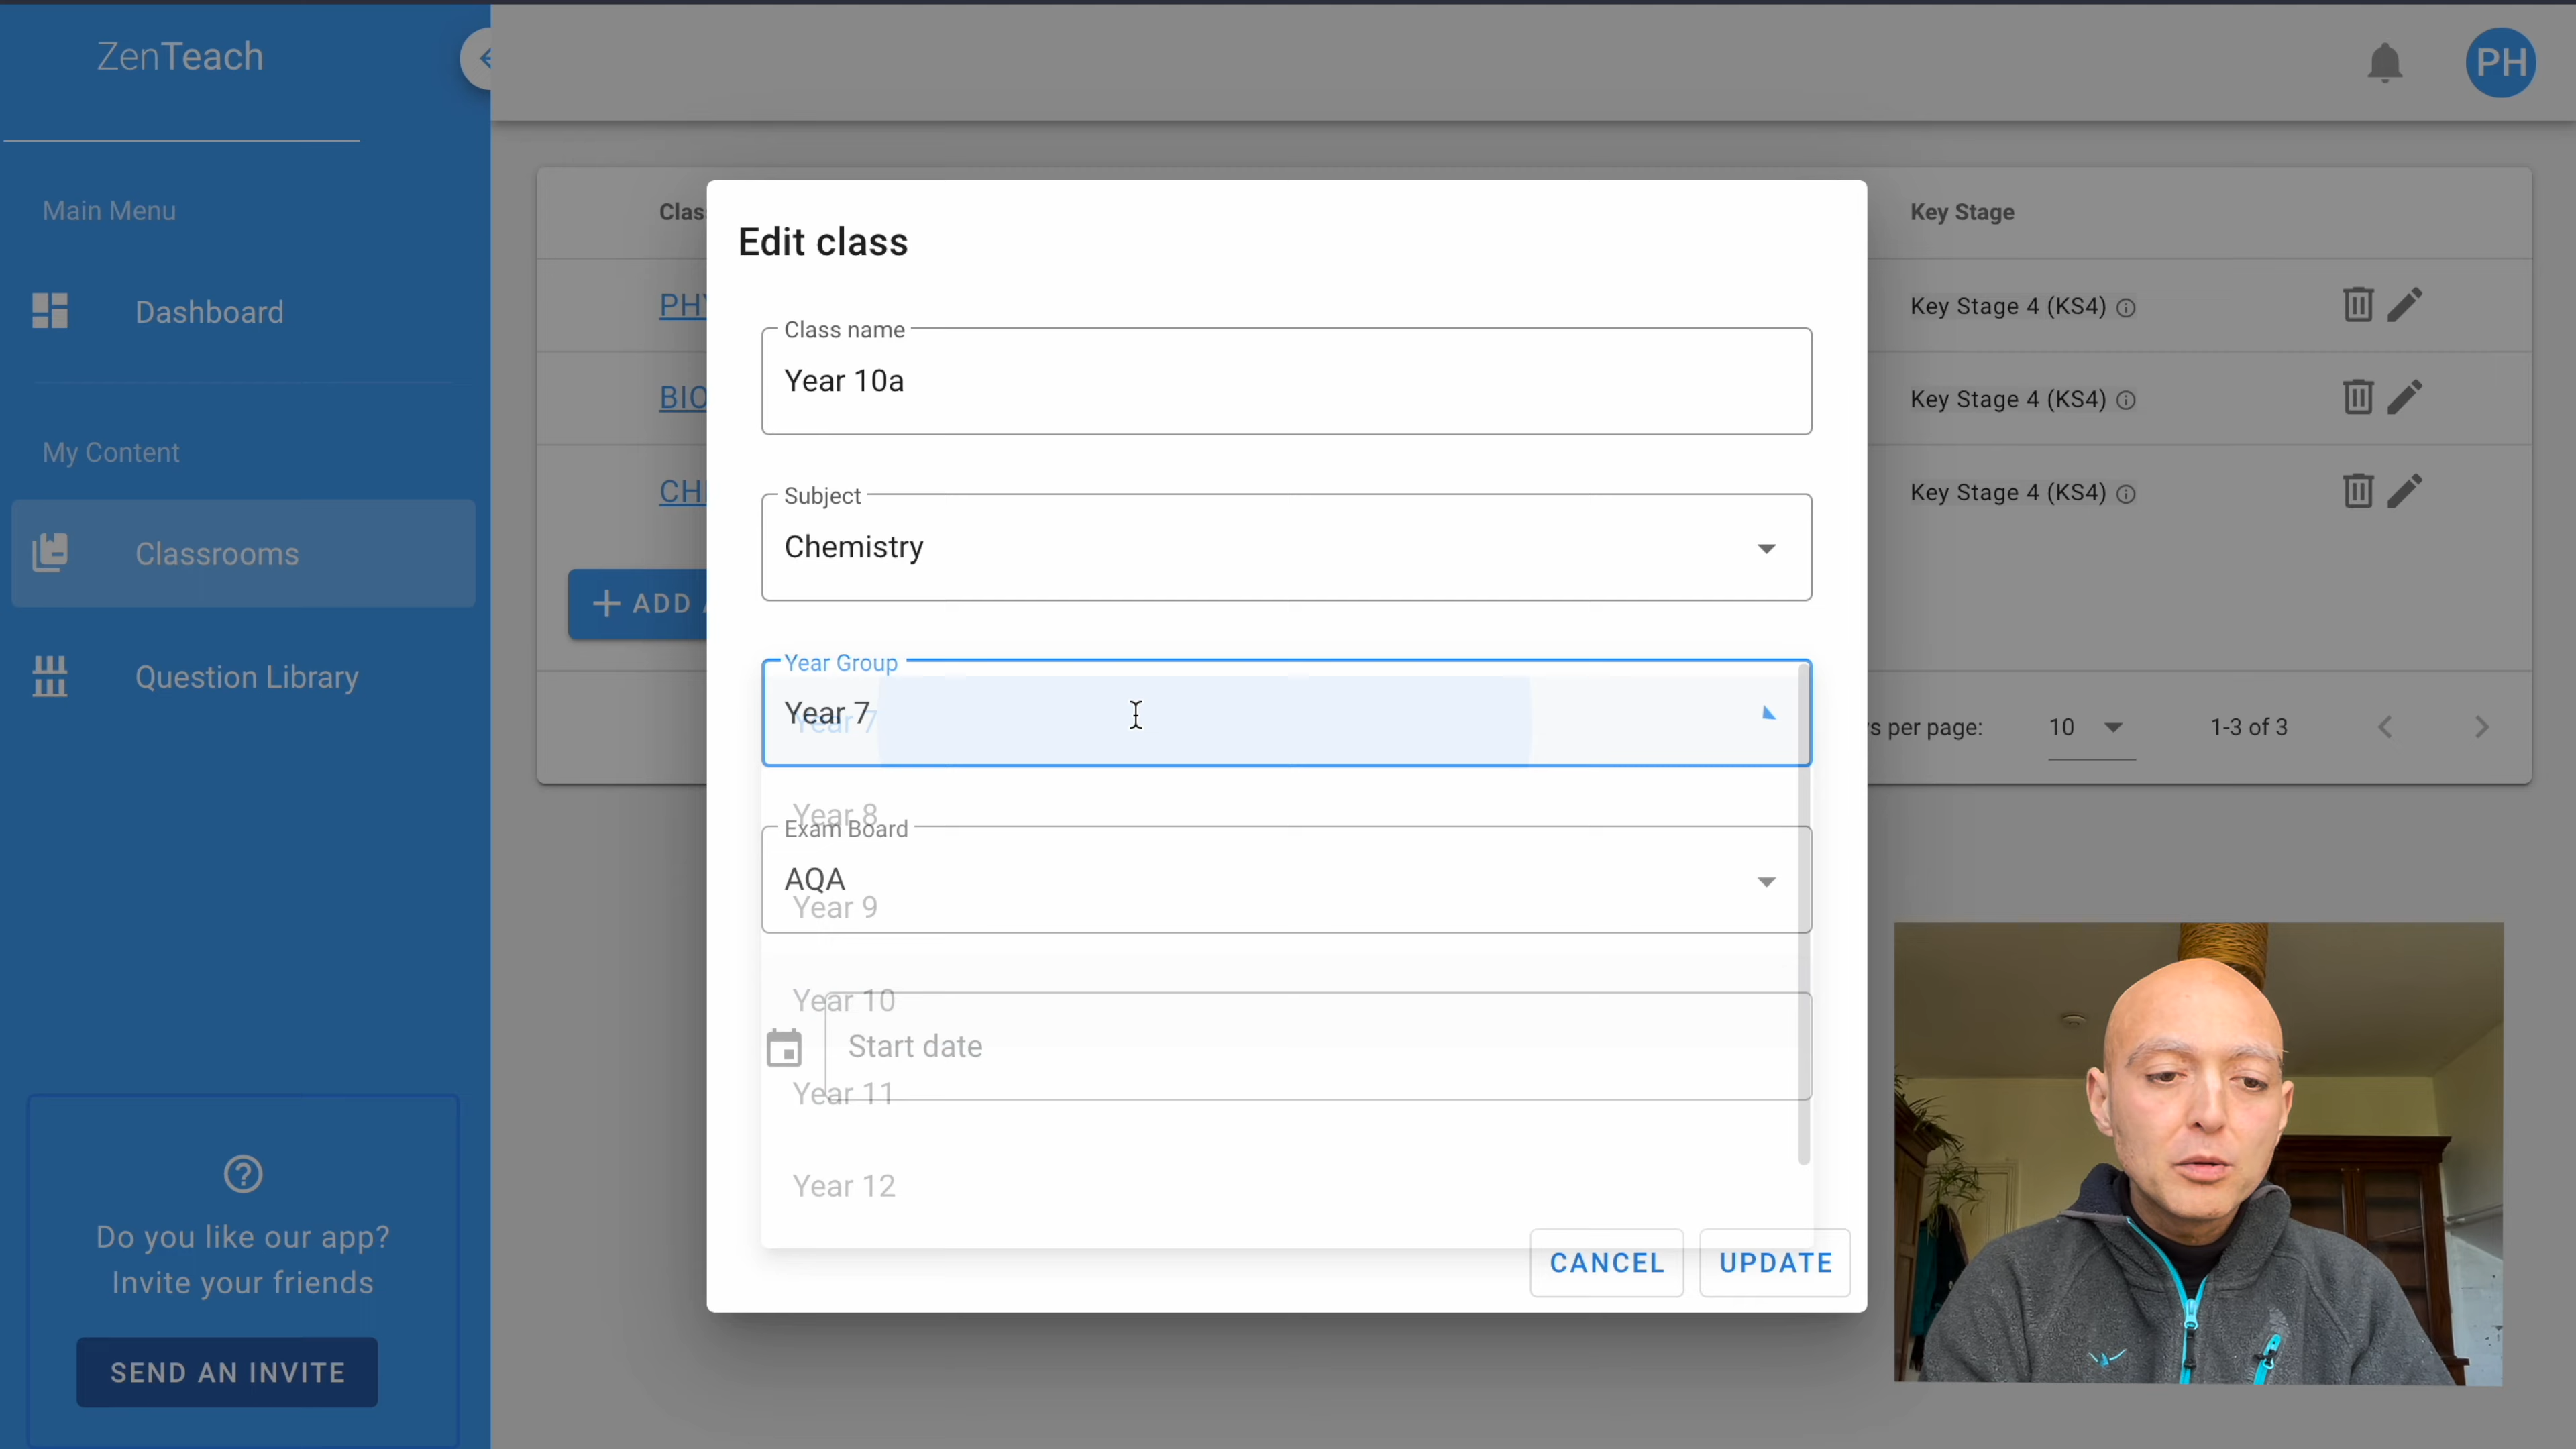 ZenTeach
PH
Main Menu
Dashboard
My Content
Classrooms
Question Library
Do you like our app?
Invite your friends
SEND AN INVITE
Key Stage
Key Stage 4 (KS4)
Key Stage 4 (KS4)
Key Stage 4 (KS4)
Clas
PHY
BIO
CH
ADD
per page:
10
1-3 of 3
Edit class
Class name
Year 10a
Subject
Chemistry
Year Group
Year 7
Year 7
Year 8
Exam Board
AQA
Year 9
Year 10
Start date
Year 11
Year 12
CANCEL
UPDATE